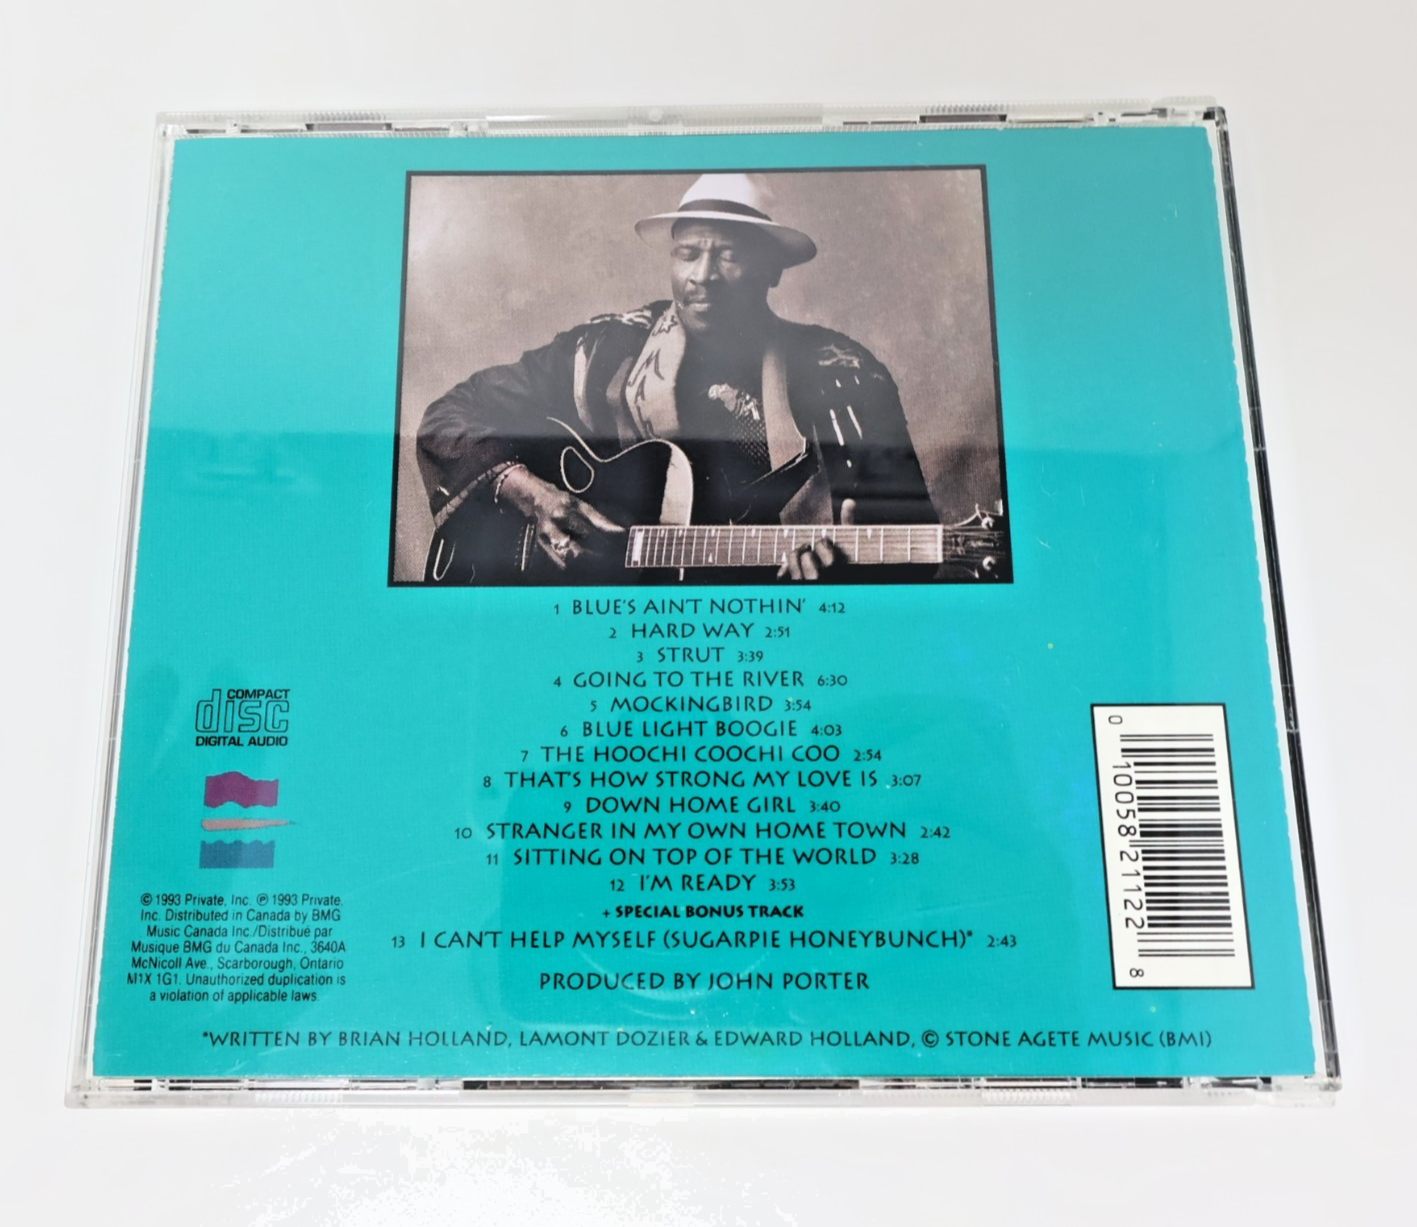 1 BLUE'S AIN'T NOTHIN' 4:12
2 HARD WAY 2:51
3 STRUT 3:39
4 GOING TO THE RIVER 6:30
5 MOCKINGBIRD 3:54
6 BLUE LIGHT BOOGIE 4:03
7 THE HOOCHI COOCHI COO 2:54
8 THAT'S HOW STRONG MY LOVE IS 3:07
9 DOWN HOME GIRL 3:40
10 STRANGER IN MY OWN HOME TOWN 2:42
11 SITTING ON TOP OF THE WORLD 3:28
12 I'M READY 3:53
+ SPECIAL BONUS TRACK
13 I CAN'T HELP MYSELF (SUGARPIE HONEYBUNCH)* 2:43
PRODUCED BY JOHN PORTER
COMPACT
disc
DIGITAL AUDIO
© 1993 Private, Inc. ℗ 1993 Private.
Inc. Distributed in Canada by BMG
Music Canada Inc./Distribué par
Musique BMG du Canada Inc., 3640A
McNicoll Ave., Scarborough, Ontario
M1X 1G1. Unauthorized duplication is
a violation of applicable laws.
0 10058 21122 8
*WRITTEN BY BRIAN HOLLAND, LAMONT DOZIER & EDWARD HOLLAND, © STONE AGETE MUSIC (BMI)